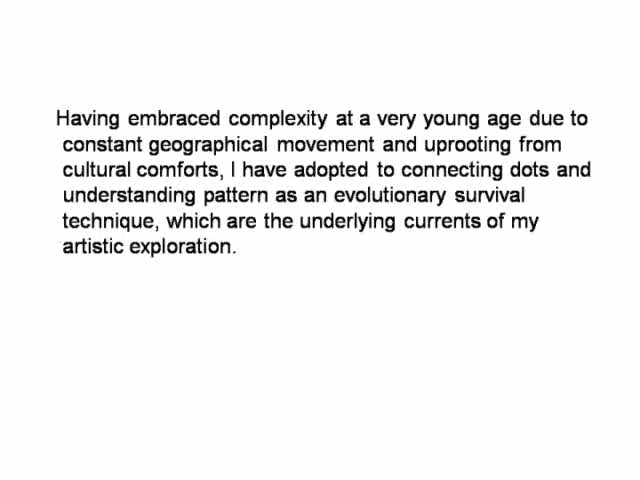 Having embraced complexity at a very young age due to
constant geographical movement and uprooting from
cultural comforts, I have adopted to connecting dots and
understanding pattern as an evolutionary survival
technique, which are the underlying currents of my
artistic exploration.